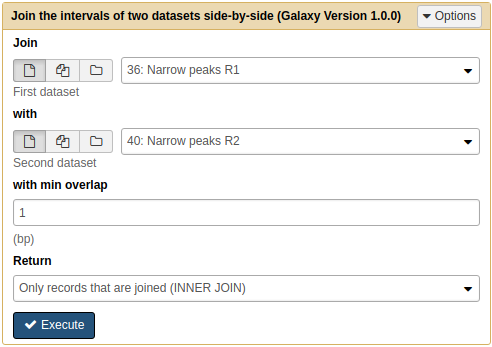 Join the intervals of two datasets side-by-side (Galaxy Version 1.0.0) Options
Join
36: Narrow peaks R1
First dataset
with
40: Narrow peaks R2
Second dataset
with min overlap
1
(bp)
Return
Only records that are joined (INNER JOIN)
Execute